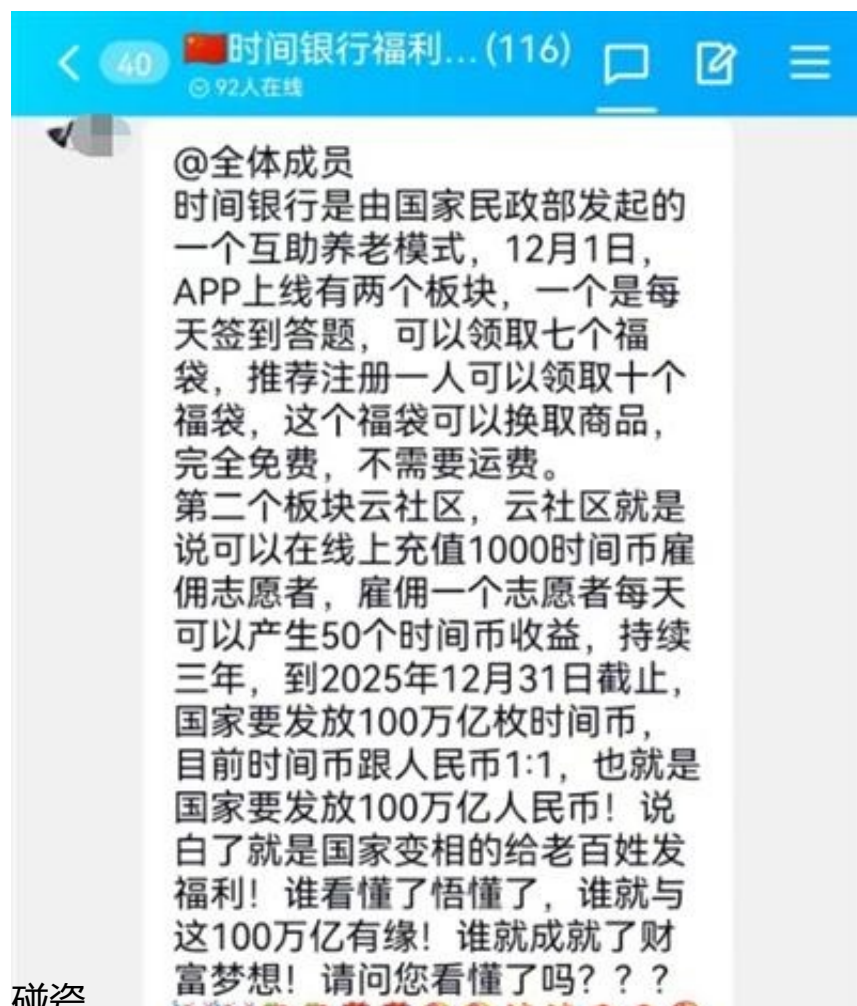 40
🇨🇳时间银行福利...(116)
92人在线
@全体成员
时间银行是由国家民政部发起的
一个互助养老模式，12月1日，
APP上线有两个板块，一个是每
天签到答题，可以领取七个福
袋，推荐注册一人可以领取十个
福袋，这个福袋可以换取商品，
完全免费，不需要运费。
第二个板块云社区，云社区就是
说可以在线上充值1000时间币雇
佣志愿者，雇佣一个志愿者每天
可以产生50个时间币收益，持续
三年，到2025年12月31日截止，
国家要发放100万亿枚时间币，
目前时间币跟人民币1:1，也就是
国家要发放100万亿人民币！说
白了就是国家变相的给老百姓发
福利！谁看懂了悟懂了，谁就与
这100万亿有缘！谁就成就了财
富梦想！请问您看懂了吗？？？
碰瓷